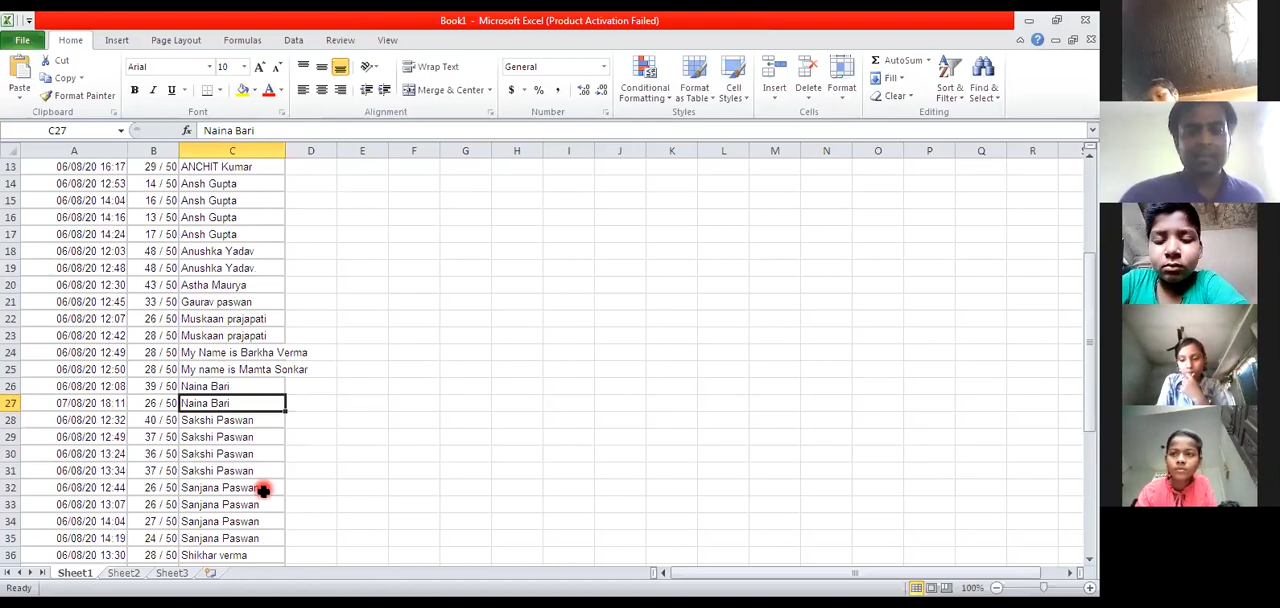 Book1 - Microsoft Excel (Product Activation Failed)
File Home Insert Page Layout Formulas Data Review View
Paste
Cut
Copy
Format Painter
Clipboard
Arial 10
B I U
Font
Wrap Text
Merge & Center
Alignment
General
$ % ,
Number
Conditional Formatting
Format as Table
Cell Styles
Styles
Insert Delete Format
Cells
AutoSum
Fill
Clear
Sort & Filter
Find & Select
Editing
C27 fx Naina Bari
A B C D E F G H I J K L M N O P Q R
13 06/08/20 16:17 29 / 50 ANCHIT Kumar
14 06/08/20 12:53 14 / 50 Ansh Gupta
15 06/08/20 14:04 16 / 50 Ansh Gupta
16 06/08/20 14:16 13 / 50 Ansh Gupta
17 06/08/20 14:24 17 / 50 Ansh Gupta
18 06/08/20 12:03 48 / 50 Anushka Yadav
19 06/08/20 12:48 48 / 50 Anushka Yadav.
20 06/08/20 12:30 43 / 50 Astha Maurya
21 06/08/20 12:45 33 / 50 Gaurav paswan
22 06/08/20 12:07 26 / 50 Muskaan prajapati
23 06/08/20 12:42 28 / 50 Muskaan prajapati
24 06/08/20 12:49 28 / 50 My Name is Barkha Verma
25 06/08/20 12:50 28 / 50 My name is Mamta Sonkar
26 06/08/20 12:08 39 / 50 Naina Bari
27 07/08/20 18:11 26 / 50 Naina Bari
28 06/08/20 12:32 40 / 50 Sakshi Paswan
29 06/08/20 12:49 37 / 50 Sakshi Paswan
30 06/08/20 13:24 36 / 50 Sakshi Paswan
31 06/08/20 13:34 37 / 50 Sakshi Paswan
32 06/08/20 12:44 26 / 50 Sanjana Paswan
33 06/08/20 13:07 26 / 50 Sanjana Paswan
34 06/08/20 14:04 27 / 50 Sanjana Paswan
35 06/08/20 14:19 24 / 50 Sanjana Paswan
36 06/08/20 13:30 28 / 50 Shikhar verma
Sheet1 Sheet2 Sheet3
Ready 100%